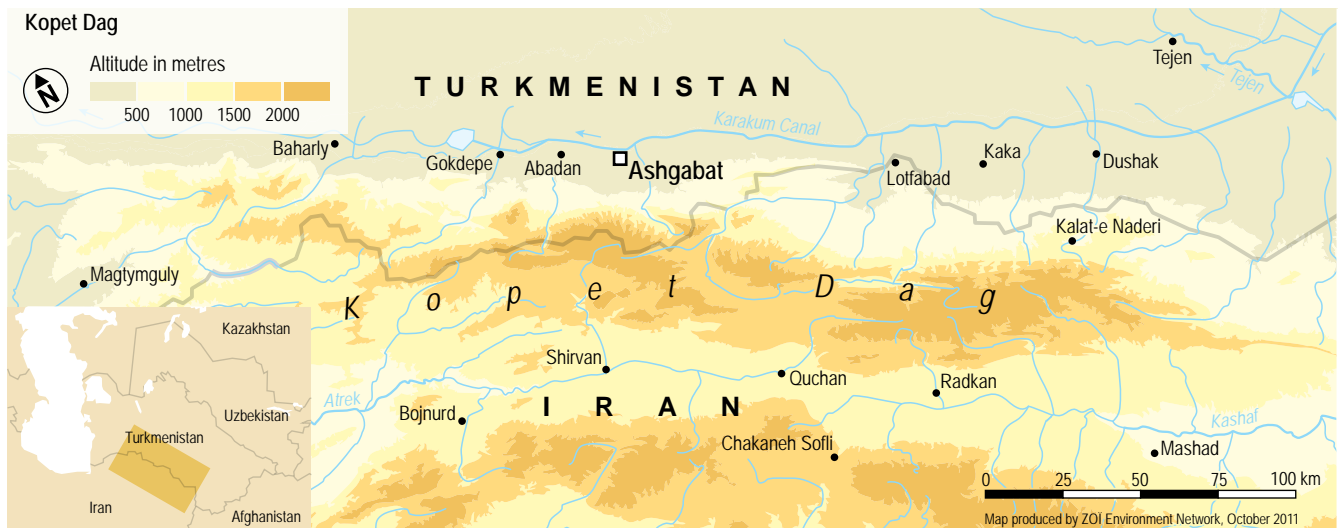 Kopet Dag
Altitude in metres
N
500 1000 1500 2000
TURKMENISTAN
Tejen
Tejen
Karakum Canal
Baharly
Gokdepe
Abadan
Ashgabat
Lotfabad
Kaka
Dushak
Kalat-e Naderi
Magtymguly
Kopet Dag
Shirvan
Quchan
Radkan
Atrek
Bojnurd
IRAN
Kashaf
Chakaneh Sofli
Mashad
Kazakhstan
Uzbekistan
Turkmenistan
Iran
Afghanistan
0 25 50 75 100 km
Map produced by ZOÏ Environment Network, October 2011